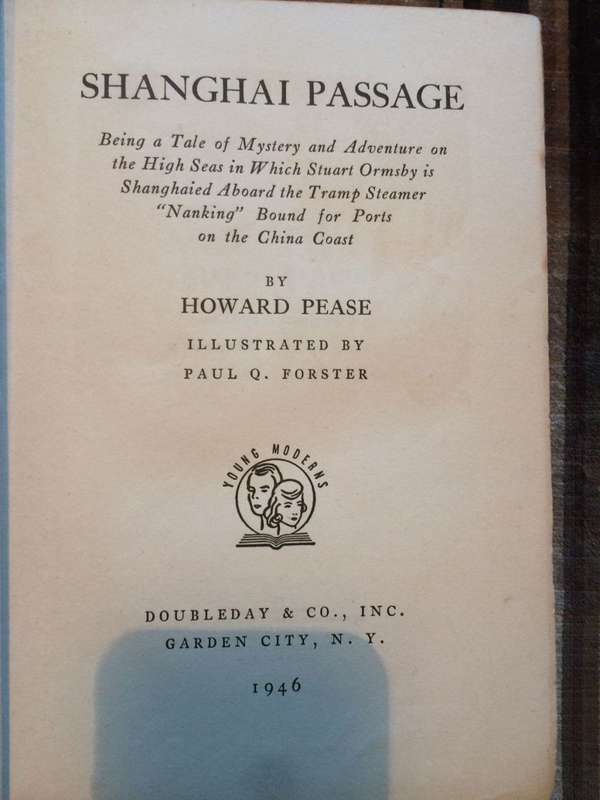 SHANGHAI PASSAGE
Being a Tale of Mystery and Adventure on
the High Seas in Which Stuart Ormsby is
Shanghaied Aboard the Tramp Steamer
"Nanking" Bound for Ports
on the China Coast
BY
HOWARD PEASE
ILLUSTRATED BY
PAUL Q. FORSTER
YOUNG MODERNS
DOUBLEDAY & CO., INC.
GARDEN CITY, N. Y.
1946